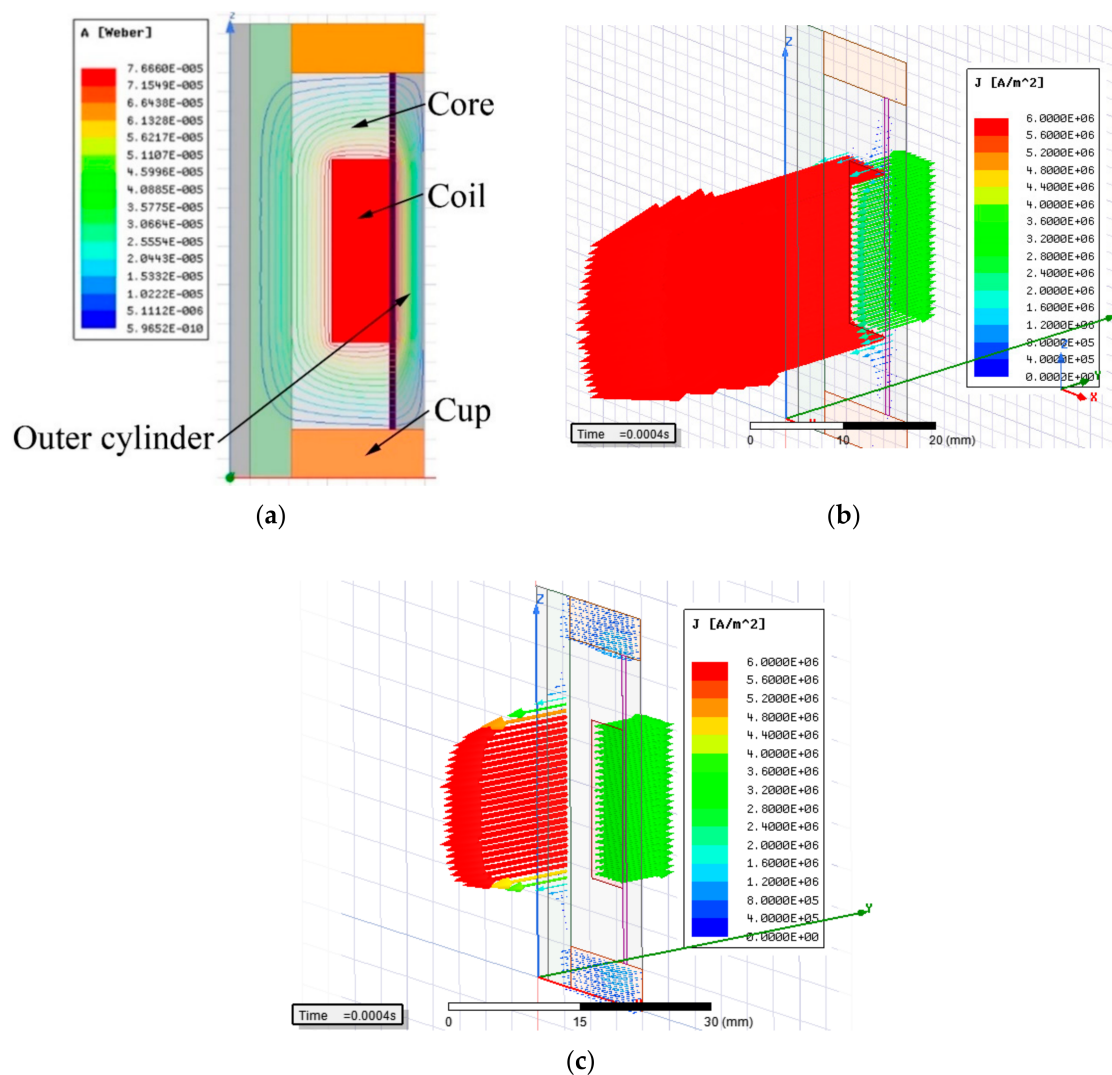 A [Weber]
7.6660E-005
7.1549E-005
6.6438E-005
6.1328E-005
5.6217E-005
5.1107E-005
4.5996E-005
4.0885E-005
3.5775E-005
3.0664E-005
2.5554E-005
2.0443E-005
1.5332E-005
1.0222E-005
5.1112E-006
5.9652E-010
Z
Core
Coil
Outer cylinder
Cup
(a)
Z
J [A/m^2]
6.0000E+06
5.6000E+06
5.2000E+06
4.8000E+06
4.4000E+06
4.0000E+06
3.6000E+06
3.2000E+06
2.8000E+06
2.4000E+06
2.0000E+06
1.6000E+06
1.2000E+06
8.0000E+05
4.0000E+05
0.0000E+00
Z
Y
X
Time =0.0004s
0 10 20 (mm)
(b)
Z
J [A/m^2]
6.0000E+06
5.6000E+06
5.2000E+06
4.8000E+06
4.4000E+06
4.0000E+06
3.6000E+06
3.2000E+06
2.8000E+06
2.4000E+06
2.0000E+06
1.6000E+06
1.2000E+06
8.0000E+05
4.0000E+05
0.0000E+00
Y
Time =0.0004s
0 15 30 (mm)
(c)